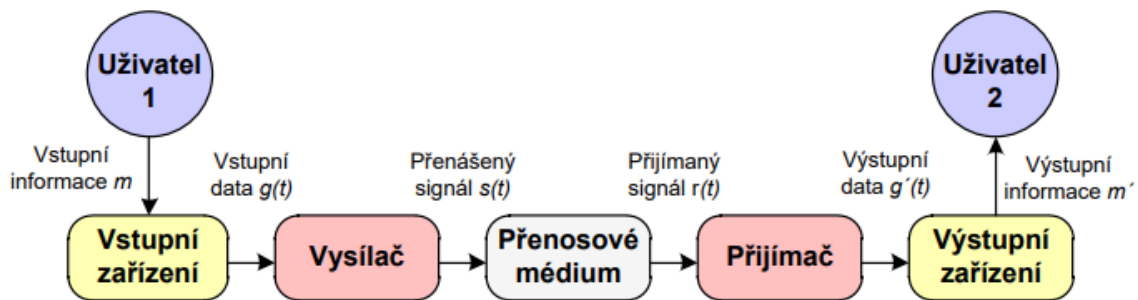 Uživatel
1
Uživatel
2
Vstupní
informace m
Vstupní
data g(t)
Přenášený
signál s(t)
Přijímaný
signál r(t)
Výstupní
data g´(t)
Výstupní
informace m´
Vstupní
zařízení
Vysílač
Přenosové
médium
Přijímač
Výstupní
zařízení